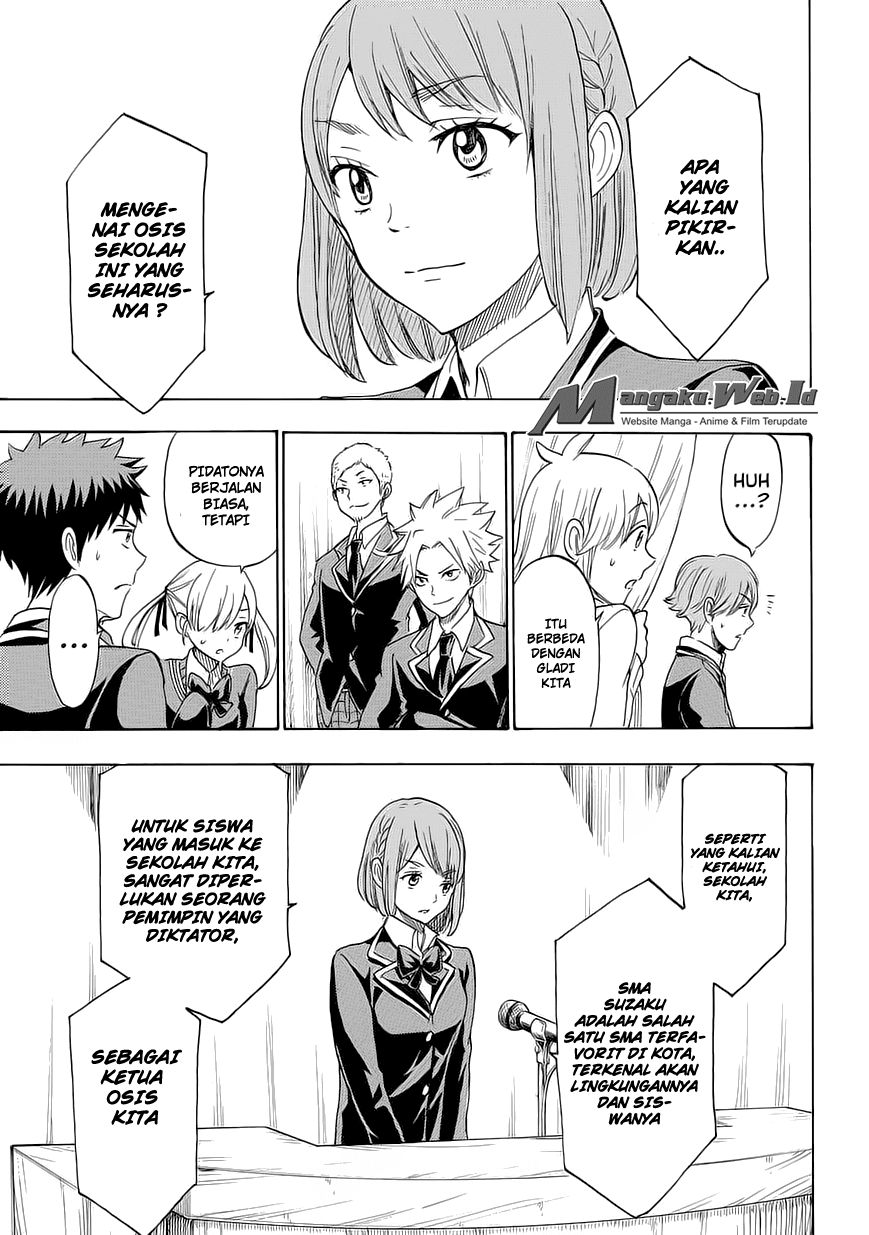 APA
YANG
KALIAN
PIKIR-
KAN..
MENGE-
NAI OSIS
SEKOLAH
INI YANG
SEHARUS-
NYA ?
Mangaku.Web.Id
Website Manga - Anime & Film Terupdate
HUH
...?
ITU
BERBEDA
DENGAN
GLADI
KITA
PIDATONYA
BERJALAN
BIASA,
TETAPI
...
SEPERTI
YANG KALIAN
KETAHUI,
SEKOLAH
KITA,
SMA
SUZAKU
ADALAH SALAH
SATU SMA TERFA-
VORIT DI KOTA,
TERKENAL AKAN
LINGKUNGANNYA
DAN SIS-
WANYA
UNTUK SISWA
YANG MASUK KE
SEKOLAH KITA,
SANGAT DIPER-
LUKAN SEORANG
PEMIMPIN YANG
DIKTATOR,
SEBAGAI
KETUA
OSIS
KITA